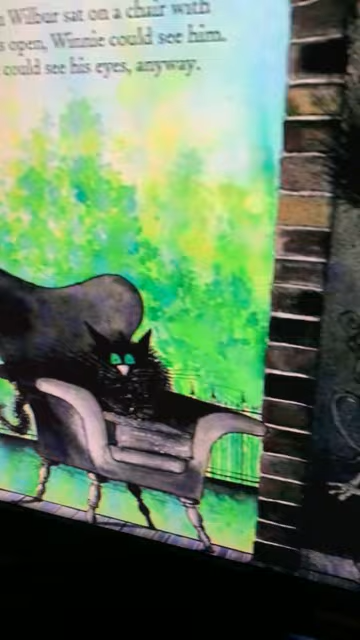 Wilbur sat on a chair with
open, Winnie could see him.
could see his eyes, anyway.